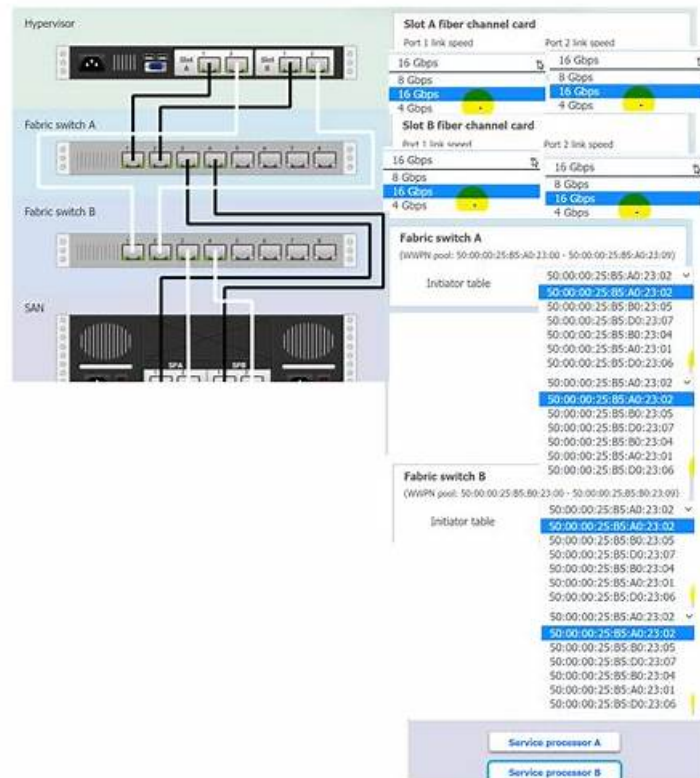 Hypervisor
Slot A 1 2 Slot B 1 2
Fabric switch A
1 2 3 4 5 6 7 8
Fabric switch B
SAN
SPA SPB
Slot A fiber channel card
Port 1 link speed Port 2 link speed
16 Gbps 16 Gbps
8 Gbps 8 Gbps
16 Gbps 16 Gbps
4 Gbps 4 Gbps
Slot B fiber channel card
Port 1 link speed Port 2 link speed
16 Gbps 16 Gbps
8 Gbps 8 Gbps
16 Gbps 16 Gbps
4 Gbps 4 Gbps
Fabric switch A
(WWPN pool: 50:00:00:25:B5:A0:23:00 - 50:00:00:25:B5:A0:23:09)
Initiator table
50:00:00:25:B5:A0:23:02
50:00:00:25:B5:A0:23:02
50:00:00:25:B5:B0:23:05
50:00:00:25:B5:D0:23:07
50:00:00:25:B5:B0:23:04
50:00:00:25:B5:A0:23:01
50:00:00:25:B5:D0:23:06
50:00:00:25:B5:A0:23:02
50:00:00:25:B5:A0:23:02
50:00:00:25:B5:B0:23:05
50:00:00:25:B5:D0:23:07
50:00:00:25:B5:B0:23:04
50:00:00:25:B5:A0:23:01
50:00:00:25:B5:D0:23:06
Fabric switch B
(WWPN pool: 50:00:00:25:B5:B0:23:00 - 50:00:00:25:B5:B0:23:09)
Initiator table
50:00:00:25:B5:A0:23:02
50:00:00:25:B5:A0:23:02
50:00:00:25:B5:B0:23:05
50:00:00:25:B5:D0:23:07
50:00:00:25:B5:B0:23:04
50:00:00:25:B5:A0:23:01
50:00:00:25:B5:D0:23:06
50:00:00:25:B5:A0:23:02
50:00:00:25:B5:A0:23:02
50:00:00:25:B5:B0:23:05
50:00:00:25:B5:D0:23:07
50:00:00:25:B5:B0:23:04
50:00:00:25:B5:A0:23:01
50:00:00:25:B5:D0:23:06
Service processor A
Service processor B